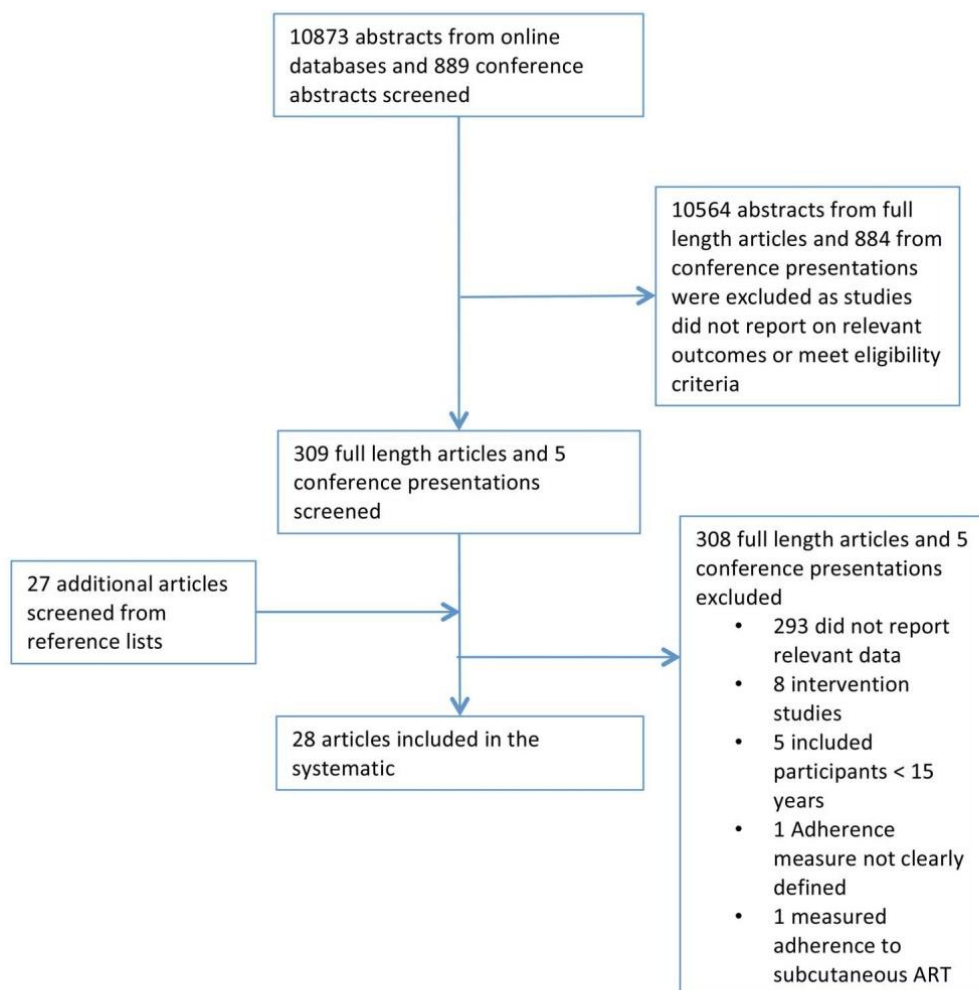 10873 abstracts from online
databases and 889 conference
abstracts screened
10564 abstracts from full
length articles and 884 from
conference presentations
were excluded as studies
did not report on relevant
outcomes or meet eligibility
criteria
309 full length articles and 5
conference presentations
screened
27 additional articles
screened from
reference lists
308 full length articles and 5
conference presentations
excluded
• 293 did not report
relevant data
• 8 intervention
studies
• 5 included
participants < 15
years
• 1 Adherence
measure not clearly
defined
• 1 measured
adherence to
subcutaneous ART
28 articles included in the
systematic